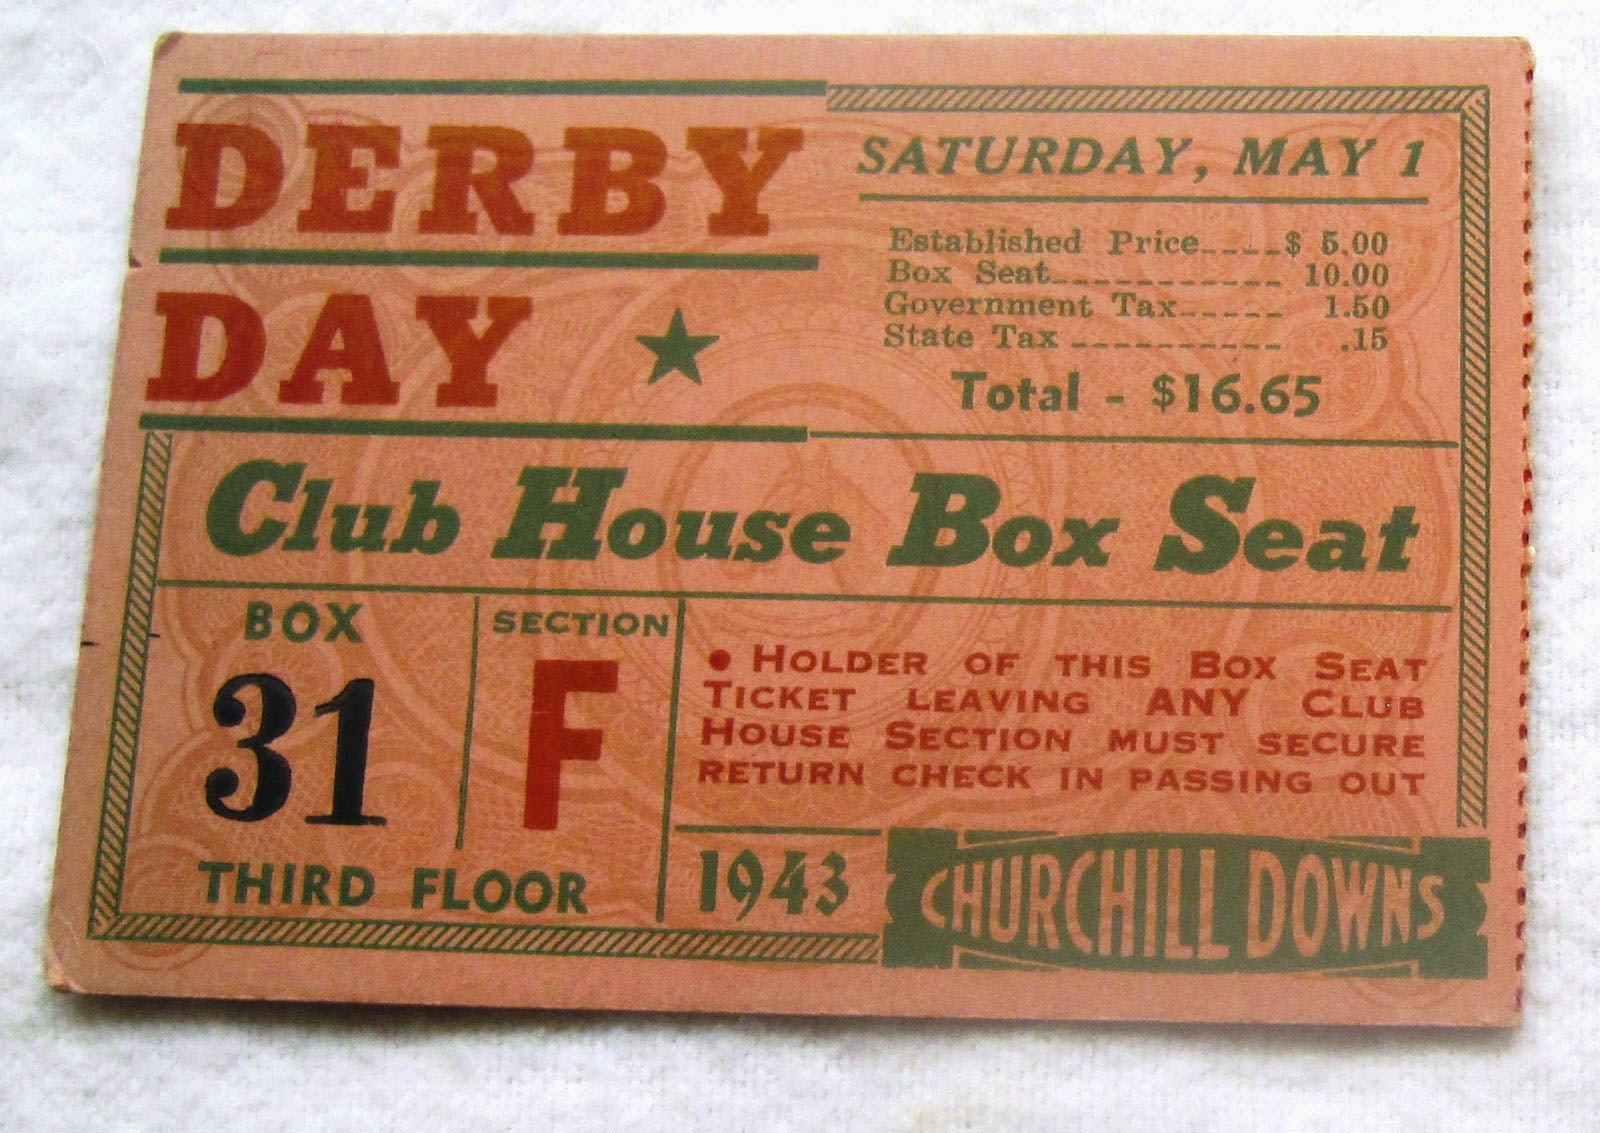 DERBY
DAY ★
SATURDAY, MAY 1
Established Price----$ 5.00
Box Seat------------ 10.00
Government Tax----- 1.50
State Tax ---------- .15
Total - $16.65
Club House Box Seat
BOX
31
SECTION
F
THIRD FLOOR
• HOLDER OF THIS BOX SEAT
TICKET LEAVING ANY CLUB
HOUSE SECTION MUST SECURE
RETURN CHECK IN PASSING OUT
1943
CHURCHILL DOWNS